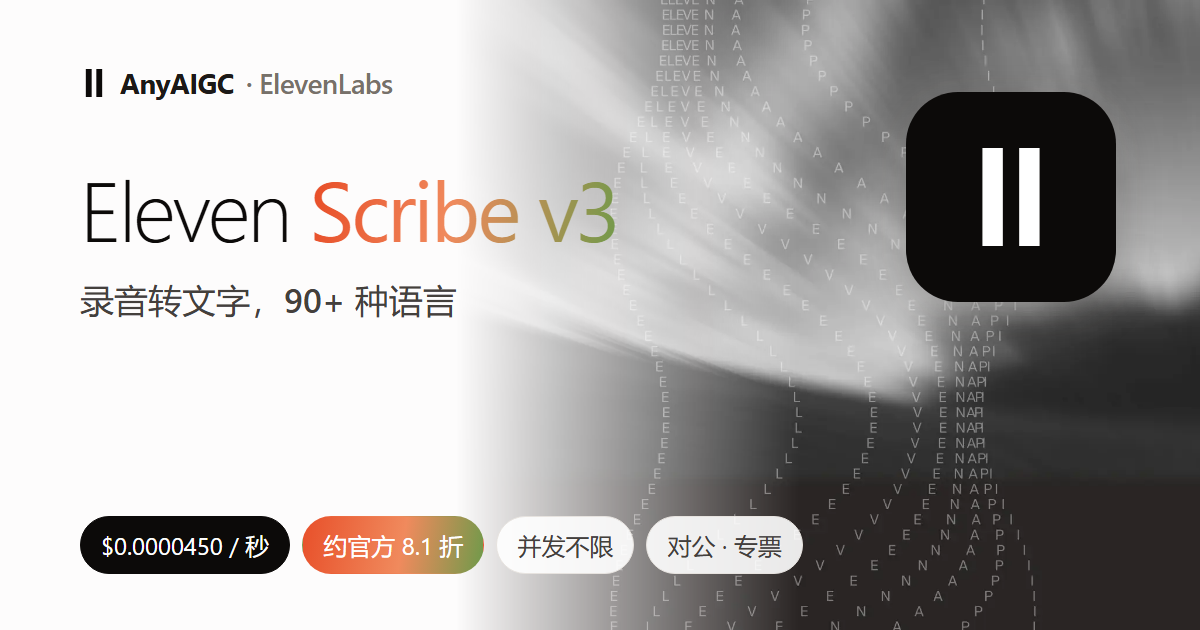 AnyAIGC · ElevenLabs
Eleven Scribe v3
录音转文字，90+ 种语言
$0.0000450 / 秒
约官方 8.1 折
并发不限
对公 · 专票